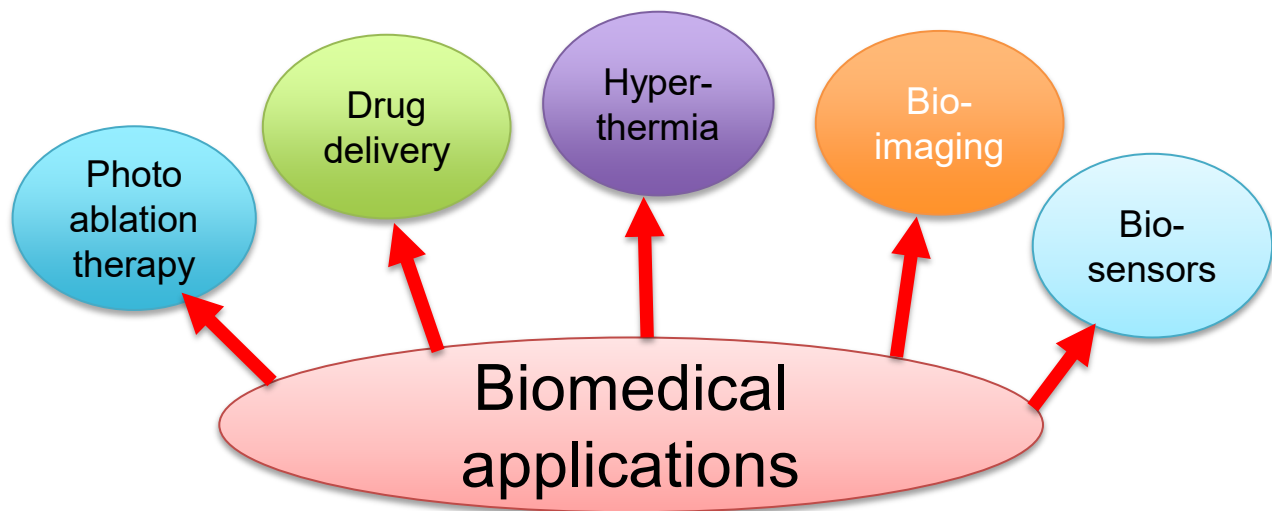 Photo
ablation
therapy
Drug
delivery
Hyper-
thermia
Bio-
imaging
Bio-
sensors
Biomedical
applications